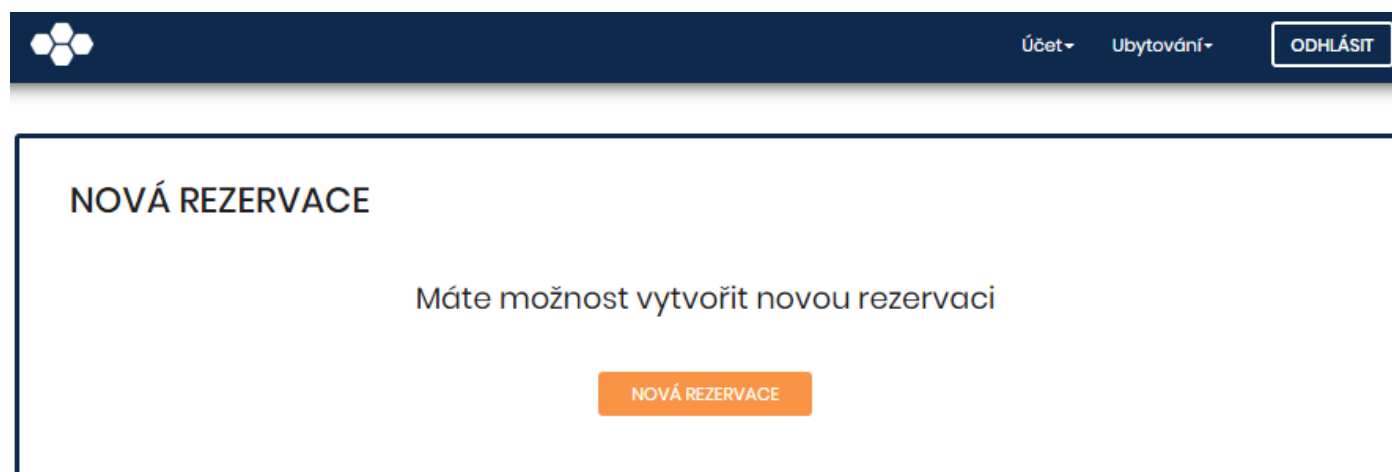 Účet
Ubytování
ODHLÁSIT
NOVÁ REZERVACE
Máte možnost vytvořit novou rezervaci
NOVÁ REZERVACE